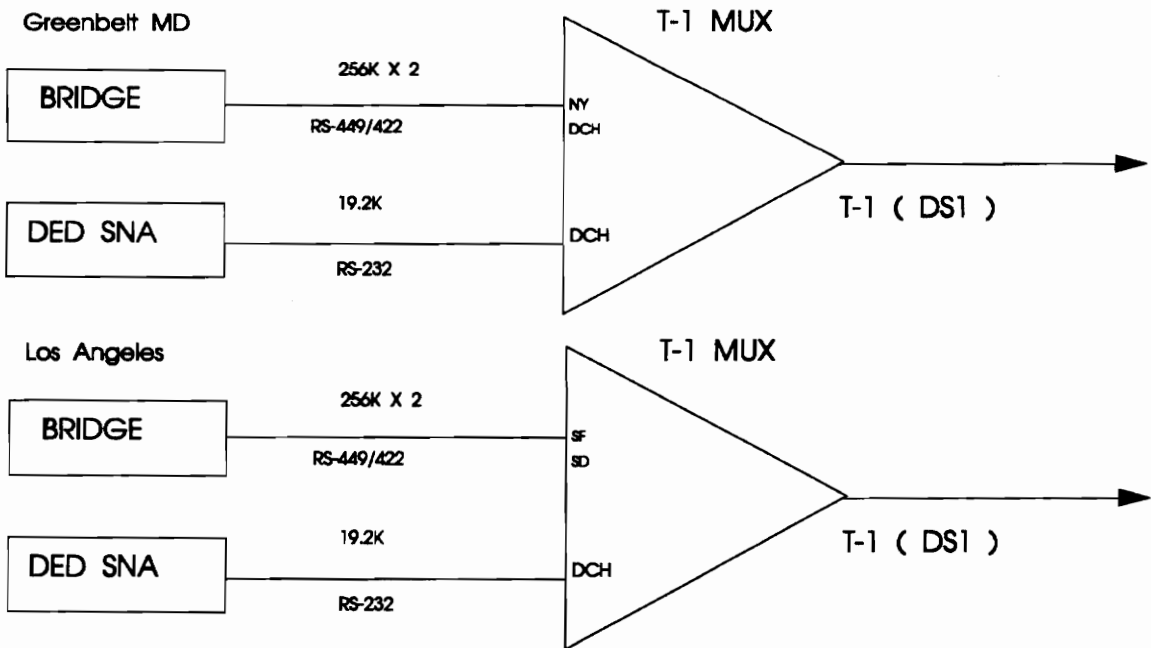 Greenbelt MD
T-1 MUX
256K X 2
BRIDGE
NY
RS-449/422
DCH
19.2K
T-1 ( DS1 )
DED SNA
DCH
RS-232
Los Angeles
T-1 MUX
256K X 2
BRIDGE
SF
RS-449/422
SD
19.2K
T-1 ( DS1 )
DED SNA
DCH
RS-232